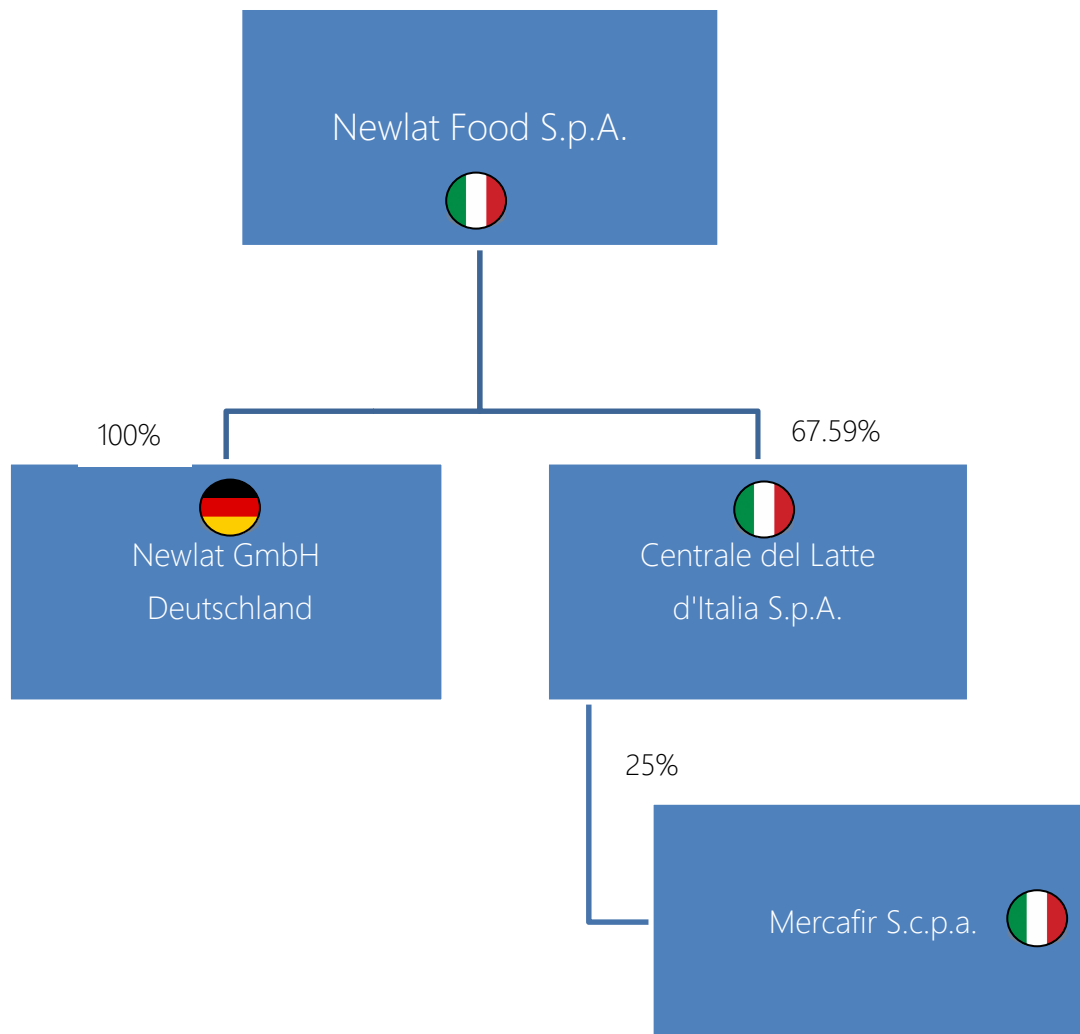 Newlat Food S.p.A.
100%
67.59%
Newlat GmbH
Deutschland
Centrale del Latte
d'Italia S.p.A.
25%
Mercafir S.c.p.a.